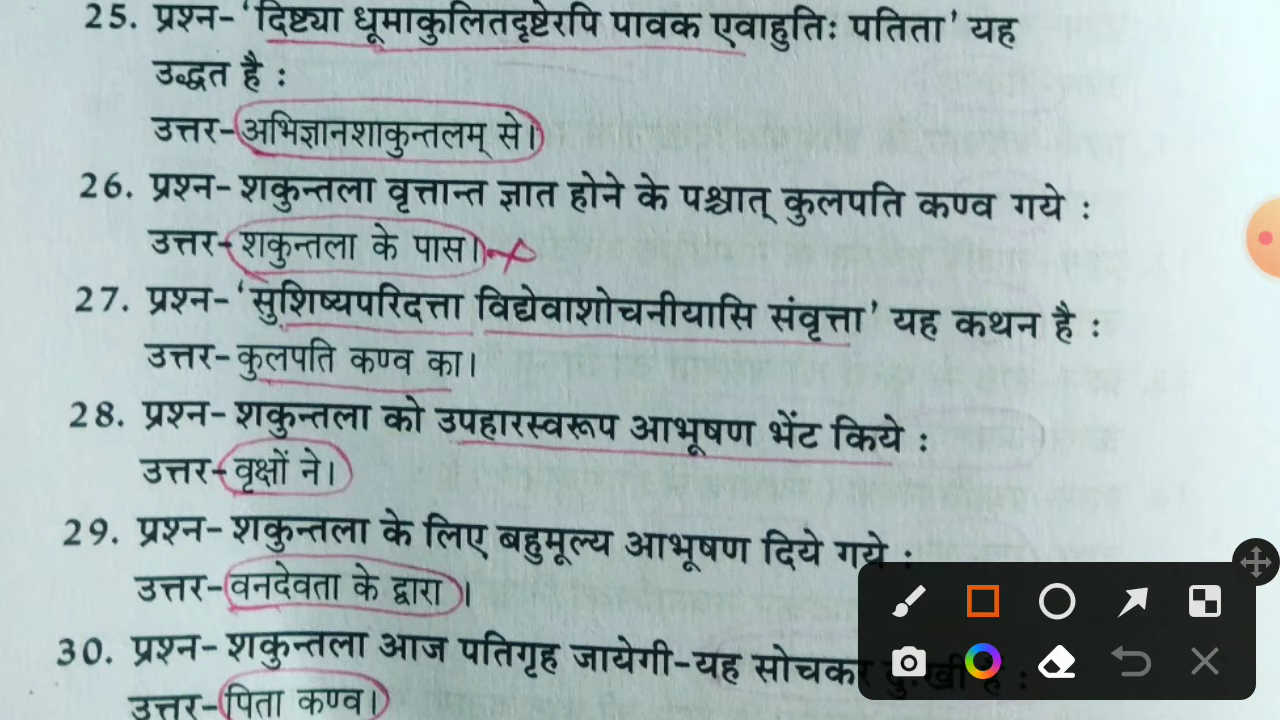 25. प्रश्न-'दिष्ट्या धूमाकुलितदृष्टेरपि पावक एवाहुतिः पतिता' यह
उद्धत है :
उत्तर-अभिज्ञानशाकुन्तलम् से।
26. प्रश्न-शकुन्तला वृत्तान्त ज्ञात होने के पश्चात् कुलपति कण्व गये :
उत्तर-शकुन्तला के पास।
27. प्रश्न-'सुशिष्यपरिदत्ता विद्येवाशोचनीयासि संवृत्ता' यह कथन है :
उत्तर-कुलपति कण्व का।
28. प्रश्न-शकुन्तला को उपहारस्वरूप आभूषण भेंट किये :
उत्तर-वृक्षों ने।
29. प्रश्न-शकुन्तला के लिए बहुमूल्य आभूषण दिये गये :
उत्तर-वनदेवता के द्वारा ।
30. प्रश्न-शकुन्तला आज पतिगृह जायेगी-यह सोचकर दुःखी है :
उत्तर-पिता कण्व।